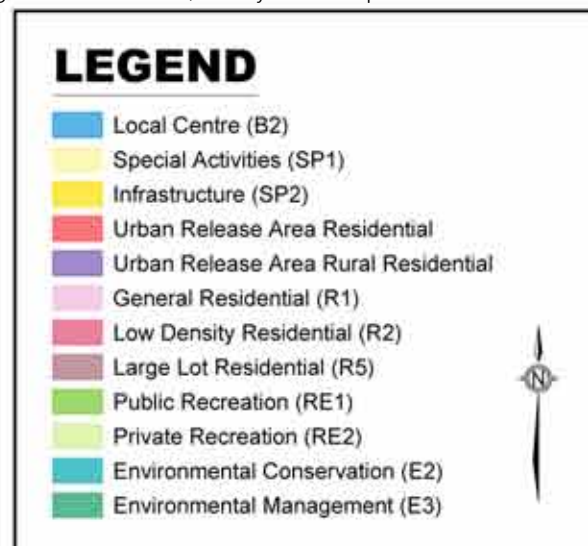 LEGEND
Local Centre (B2)
Special Activities (SP1)
Infrastructure (SP2)
Urban Release Area Residential
Urban Release Area Rural Residential
General Residential (R1)
Low Density Residential (R2)
Large Lot Residential (R5)
Public Recreation (RE1)
Private Recreation (RE2)
Environmental Conservation (E2)
Environmental Management (E3)
N